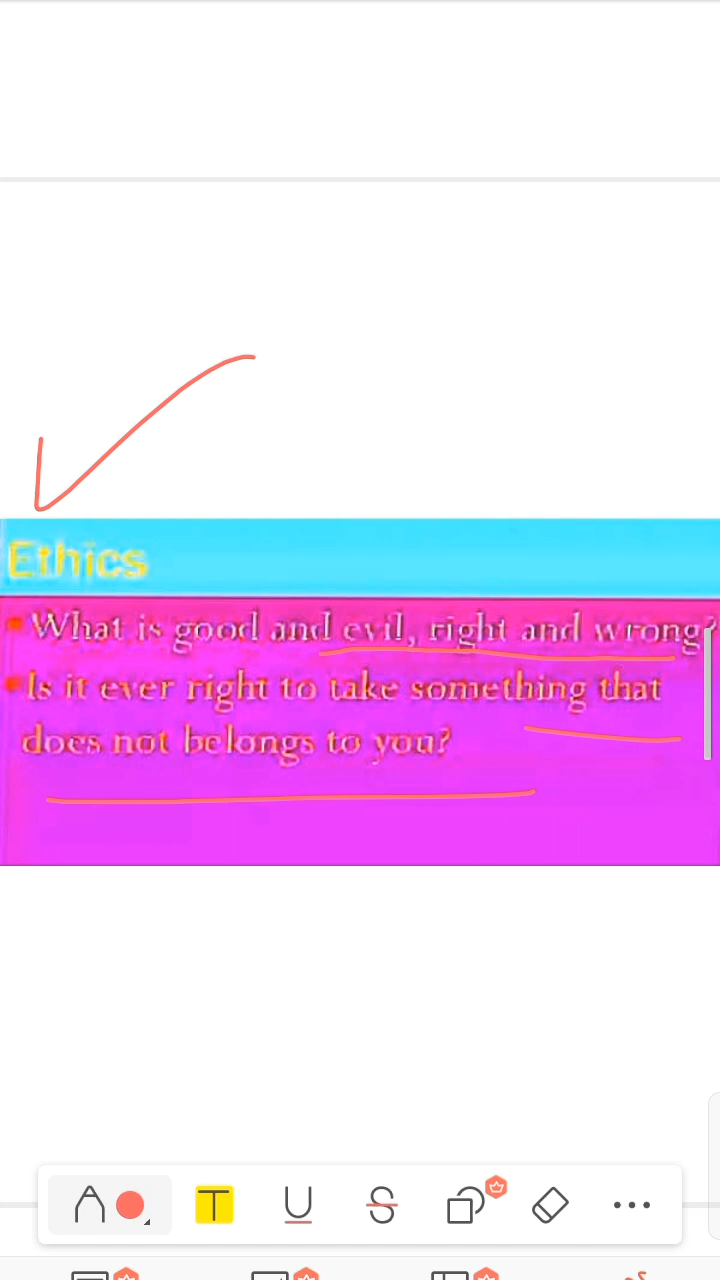 Ethics
What is good and evil, right and wrong?
Is it ever right to take something that
does not belongs to you?